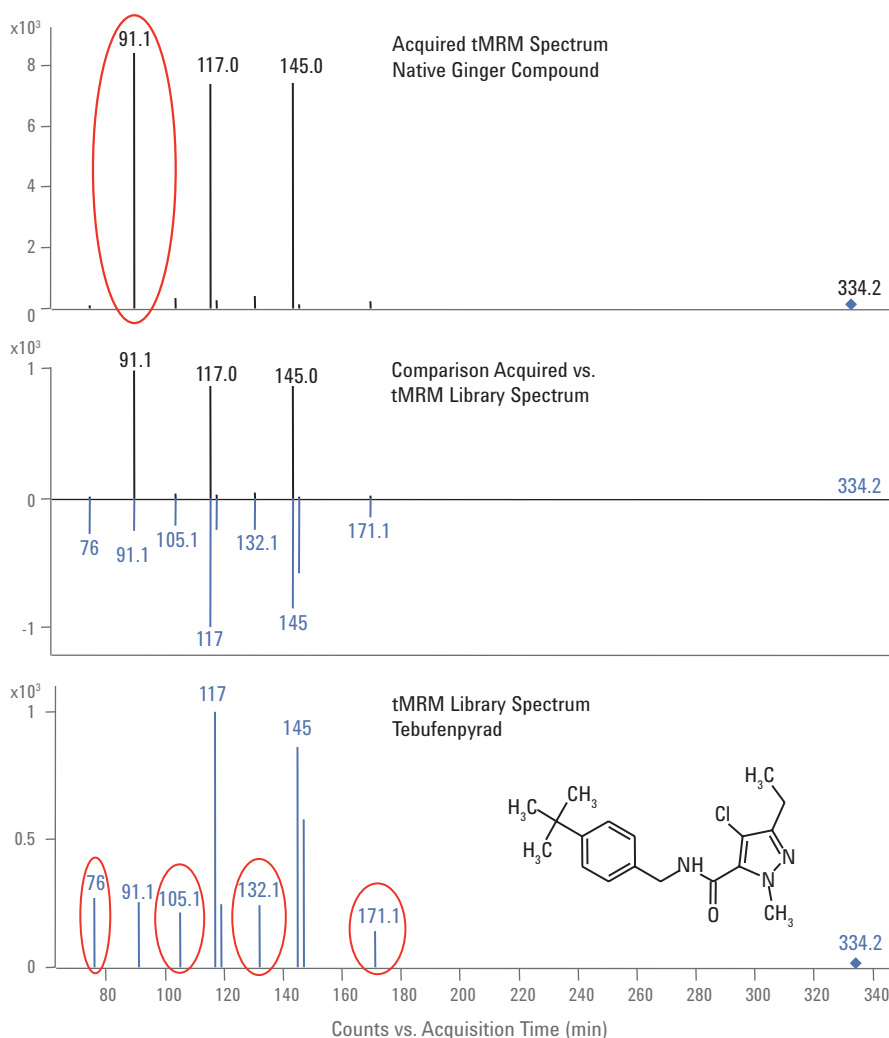 x10³
8
6
4
2
0
91.1
117.0
145.0
334.2
Acquired tMRM Spectrum
Native Ginger Compound
x10³
1
0
-1
91.1
117.0
145.0
334.2
Comparison Acquired vs.
tMRM Library Spectrum
76
91.1
105.1
117
132.1
145
171.1
x10³
1
0.5
0
76
91.1
105.1
117
132.1
145
171.1
334.2
tMRM Library Spectrum
Tebufenpyrad
H₃C
CH₃
H₃C
NH
O
Cl
H₃C
N
N
CH₃
80 100 120 140 160 180 200 220 240 260 280 300 320 340
Counts vs. Acquisition Time (min)